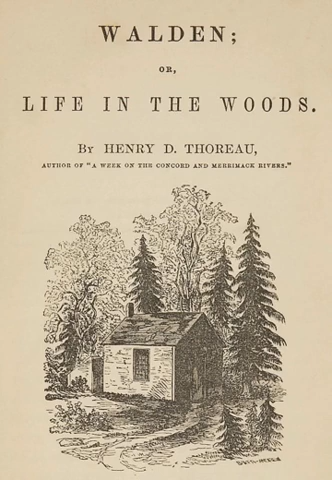 WALDEN;
OR,
LIFE IN THE WOODS.
BY HENRY D. THOREAU,
AUTHOR OF "A WEEK ON THE CONCORD AND MERRIMACK RIVERS."